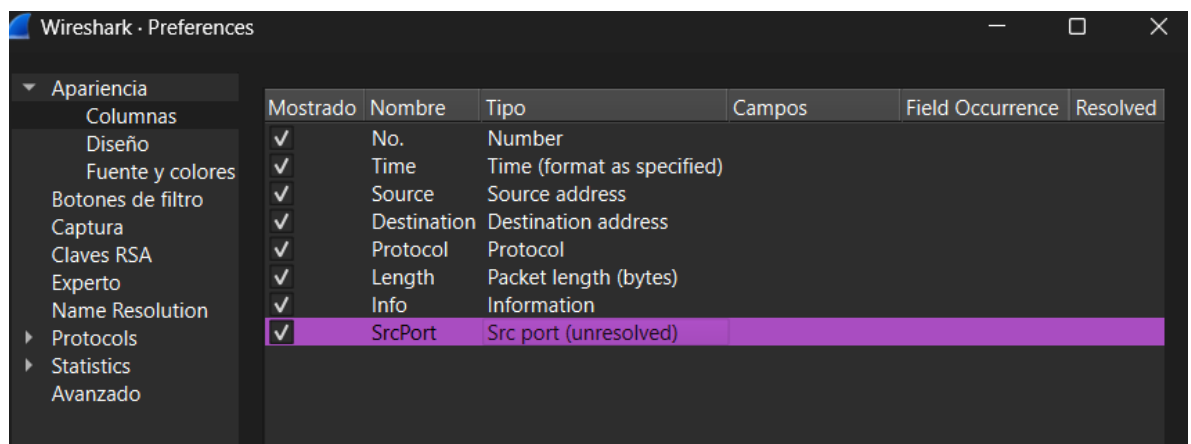 Wireshark · Preferences
Apariencia
Columnas
Diseño
Fuente y colores
Botones de filtro
Captura
Claves RSA
Experto
Name Resolution
Protocols
Statistics
Avanzado
Mostrado Nombre Tipo Campos Field Occurrence Resolved
No. Number
Time Time (format as specified)
Source Source address
Destination Destination address
Protocol Protocol
Length Packet length (bytes)
Info Information
SrcPort Src port (unresolved)